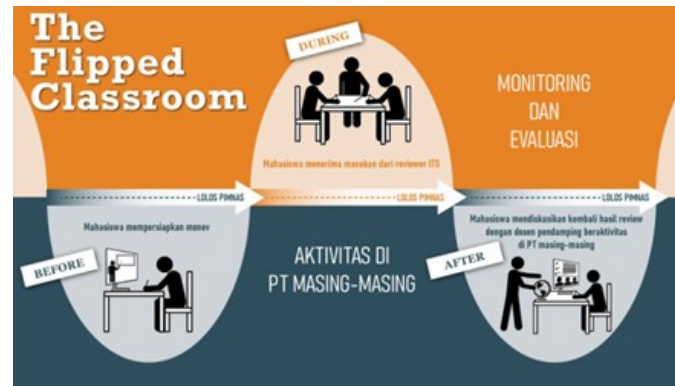 The
Flipped
Classroom
DURING
Mahasiswa menerima masukan dari reviewer ITS
MONITORING
DAN
EVALUASI
LOLOS PIMNAS
LOLOS PIMNAS
LOLOS PIMNAS
BEFORE
Mahasiswa mempersiapkan monev
AKTIVITAS DI
PT MASING-MASING
AFTER
Mahasiswa mendiskusikan kembali hasil review
dengan dosen pendamping beraktivitas
di PT masing-masing